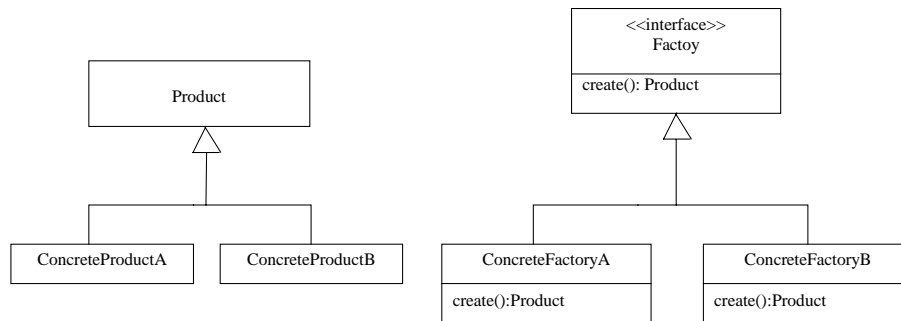 Product
ConcreteProductA
ConcreteProductB
<<interface>>
Factoy
create(): Product
ConcreteFactoryA
create():Product
ConcreteFactoryB
create():Product